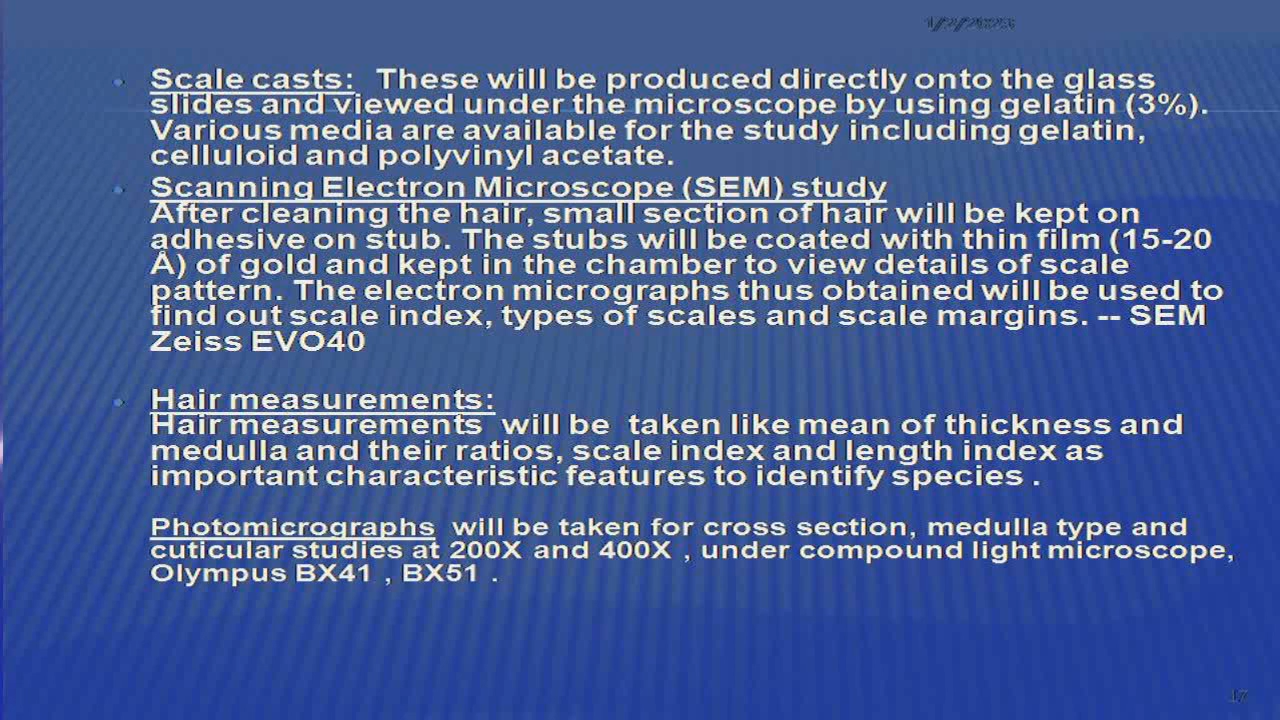 1/2/2023
Scale casts: These will be produced directly onto the glass
slides and viewed under the microscope by using gelatin (3%).
Various media are available for the study including gelatin,
celluloid and polyvinyl acetate.
Scanning Electron Microscope (SEM) study
After cleaning the hair, small section of hair will be kept on
adhesive on stub. The stubs will be coated with thin film (15-20
Å) of gold and kept in the chamber to view details of scale
pattern. The electron micrographs thus obtained will be used to
find out scale index, types of scales and scale margins. -- SEM
Zeiss EVO40
Hair measurements:
Hair measurements will be taken like mean of thickness and
medulla and their ratios, scale index and length index as
important characteristic features to identify species .
Photomicrographs will be taken for cross section, medulla type and
cuticular studies at 200X and 400X , under compound light microscope,
Olympus BX41 , BX51 .
17